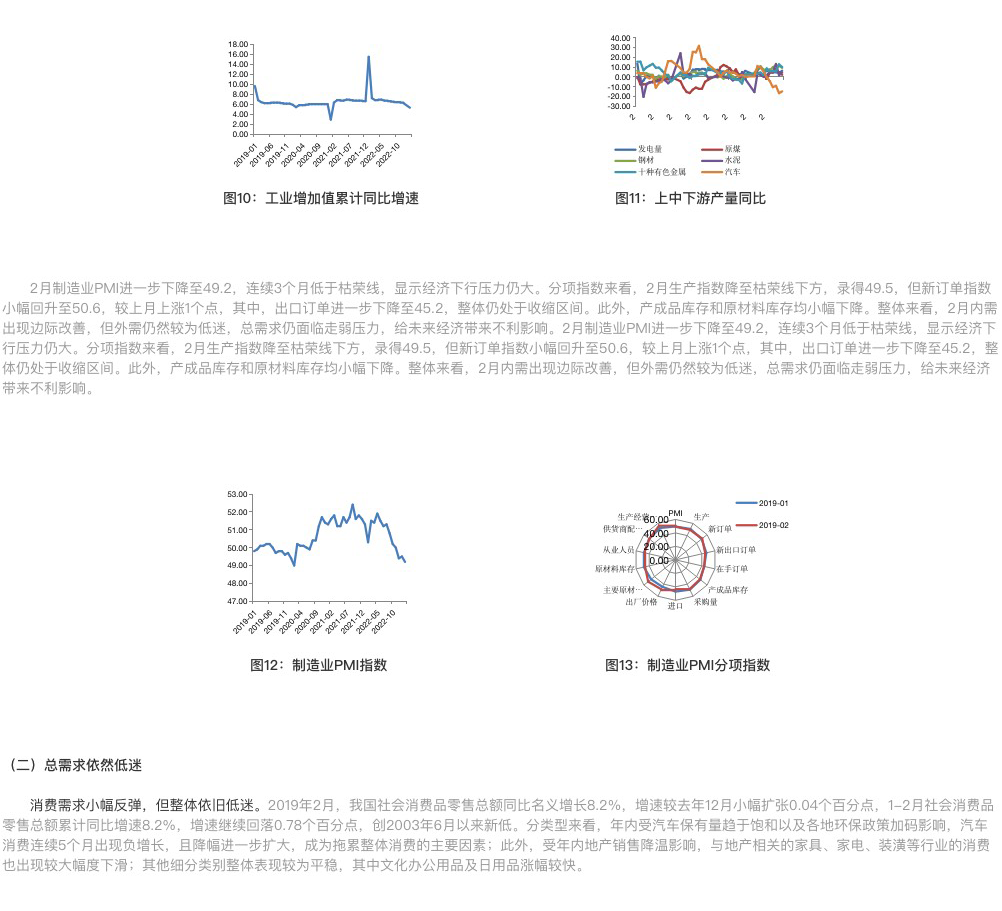 18.00
16.00
14.00
12.00
10.00
8.00
6.00
4.00
2.00
0.00
2019-01
2019-06
2019-11
2020-04
2020-09
2021-02
2021-07
2021-12
2022-05
2022-10
图10：工业增加值累计同比增速
40.00
30.00
20.00
10.00
0.00
-10.00
-20.00
-30.00
2 2 2 2 2 2 2 2
发电量 原煤
钢材 水泥
十种有色金属 汽车
图11：上中下游产量同比
2月制造业PMI进一步下降至49.2，连续3个月低于枯荣线，显示经济下行压力仍大。分项指数来看，2月生产指数降至枯荣线下方，录得49.5，但新订单指数
小幅回升至50.6，较上月上涨1个点，其中，出口订单进一步下降至45.2，整体仍处于收缩区间。此外，产成品库存和原材料库存均小幅下降。整体来看，2月内需
出现边际改善，但外需仍然较为低迷，总需求仍面临走弱压力，给未来经济带来不利影响。2月制造业PMI进一步下降至49.2，连续3个月低于枯荣线，显示经济下
行压力仍大。分项指数来看，2月生产指数降至枯荣线下方，录得49.5，但新订单指数小幅回升至50.6，较上月上涨1个点，其中，出口订单进一步下降至45.2，整
体仍处于收缩区间。此外，产成品库存和原材料库存均小幅下降。整体来看，2月内需出现边际改善，但外需仍然较为低迷，总需求仍面临走弱压力，给未来经济
带来不利影响。
53.00
52.00
51.00
50.00
49.00
48.00
47.00
2019-01
2019-06
2019-11
2020-04
2020-09
2021-02
2021-07
2021-12
2022-05
2022-10
图12：制造业PMI指数
PMI
生产
新订单
新出口订单
在手订单
产成品库存
采购量
进口
出厂价格
主要原材…
原材料库存
从业人员
供货商配…
生产经营
60.00
40.00
20.00
0.00
2019-01
2019-02
图13：制造业PMI分项指数
（二）总需求依然低迷
消费需求小幅反弹，但整体依旧低迷。2019年2月，我国社会消费品零售总额同比名义增长8.2%，增速较去年12月小幅扩张0.04个百分点，1-2月社会消费品
零售总额累计同比增速8.2%，增速继续回落0.78个百分点，创2003年6月以来新低。分类型来看，年内受汽车保有量趋于饱和以及各地环保政策加码影响，汽车
消费连续5个月出现负增长，且降幅进一步扩大，成为拖累整体消费的主要因素；此外，受年内地产销售降温影响，与地产相关的家具、家电、装潢等行业的消费
也出现较大幅度下滑；其他细分类别整体表现较为平稳，其中文化办公用品及日用品涨幅较快。